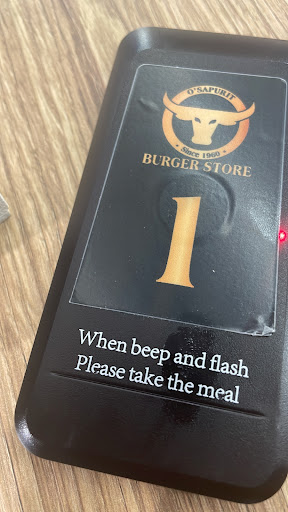 O'SAPURIT
• Since 1960 •
BURGER STORE
1
When beep and flash
Please take the meal